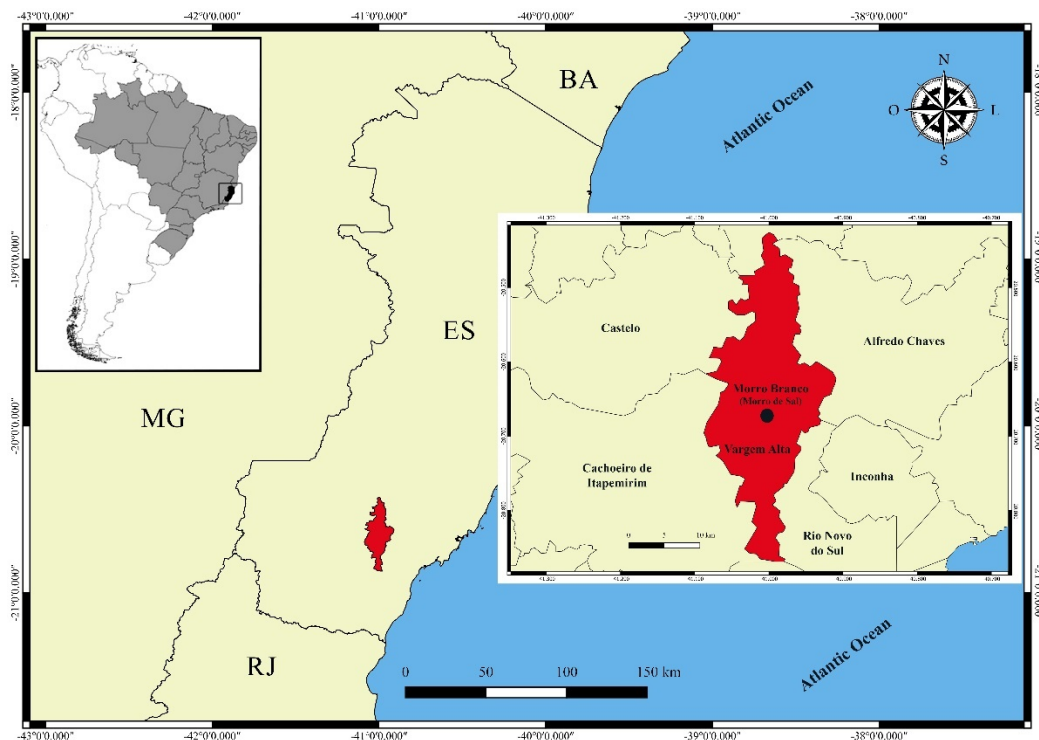 -43°0'0.000"
-42°0'0.000"
-41°0'0.000"
-40°0'0.000"
-39°0'0.000"
-38°0'0.000"
BA
Atlantic Ocean
N
O
L
S
-18°0'0.000"
-19°0'0.000"
-20°0'0.000"
-21°0'0.000"
ES
MG
RJ
Castelo
Alfredo Chaves
Morro Branco
(Morro de Sal)
Vargem Alta
Cachoeiro de
Itapemirim
Inconha
Rio Novo
do Sul
0
5
10 km
Atlantic Ocean
0
50
100
150 km
-43°0'0.000"
-42°0'0.000"
-41°0'0.000"
-40°0'0.000"
-39°0'0.000"
-38°0'0.000"